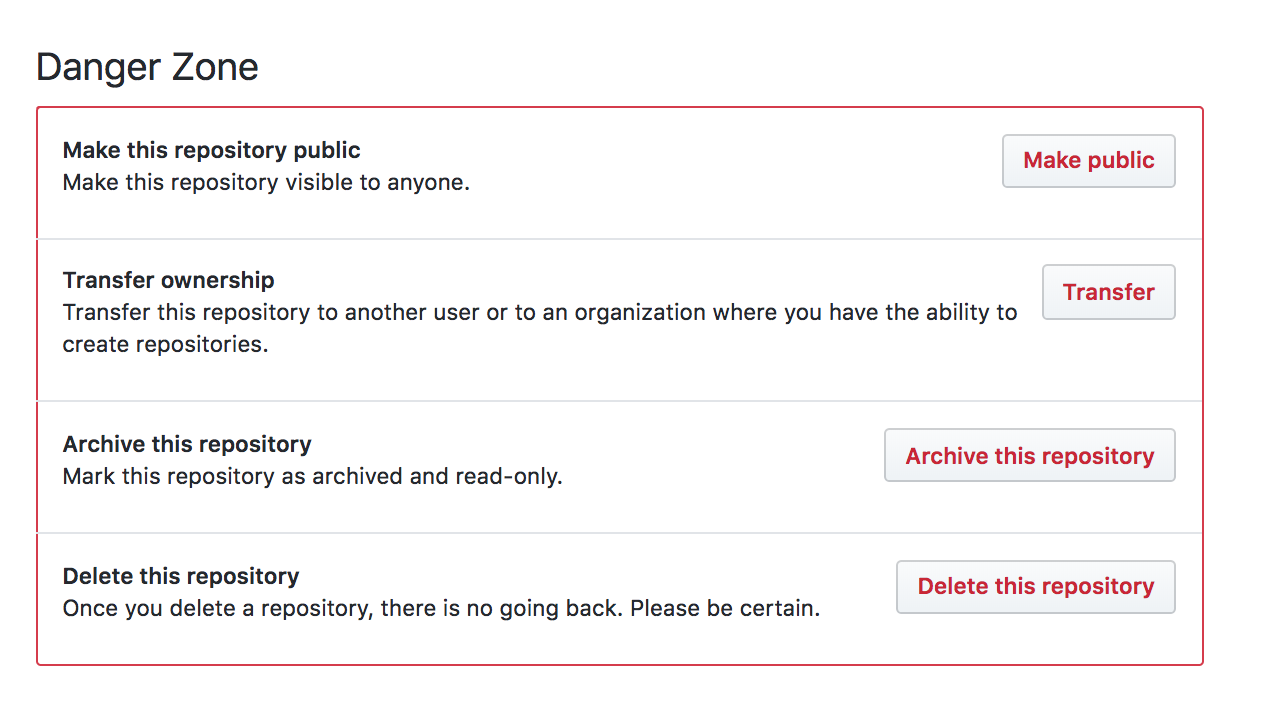 Danger Zone
Make this repository public
Make this repository visible to anyone.
Make public
Transfer ownership
Transfer this repository to another user or to an organization where you have the ability to
create repositories.
Transfer
Archive this repository
Mark this repository as archived and read-only.
Archive this repository
Delete this repository
Once you delete a repository, there is no going back. Please be certain.
Delete this repository